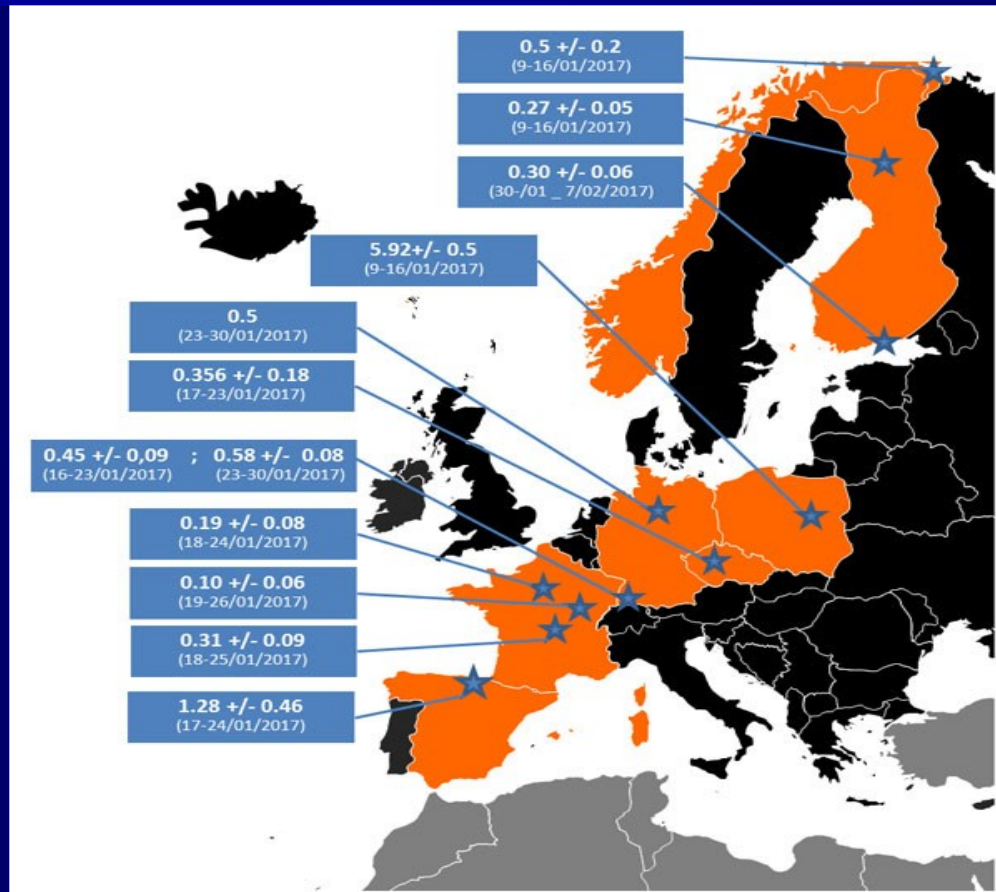 0.5 +/- 0.2
(9-16/01/2017)
0.27 +/- 0.05
(9-16/01/2017)
0.30 +/- 0.06
(30-/01 _ 7/02/2017)
5.92+/- 0.5
(9-16/01/2017)
0.5
(23-30/01/2017)
0.356 +/- 0.18
(17-23/01/2017)
0.45 +/- 0,09 ; 0.58 +/- 0.08
(16-23/01/2017) (23-30/01/2017)
0.19 +/- 0.08
(18-24/01/2017)
0.10 +/- 0.06
(19-26/01/2017)
0.31 +/- 0.09
(18-25/01/2017)
1.28 +/- 0.46
(17-24/01/2017)